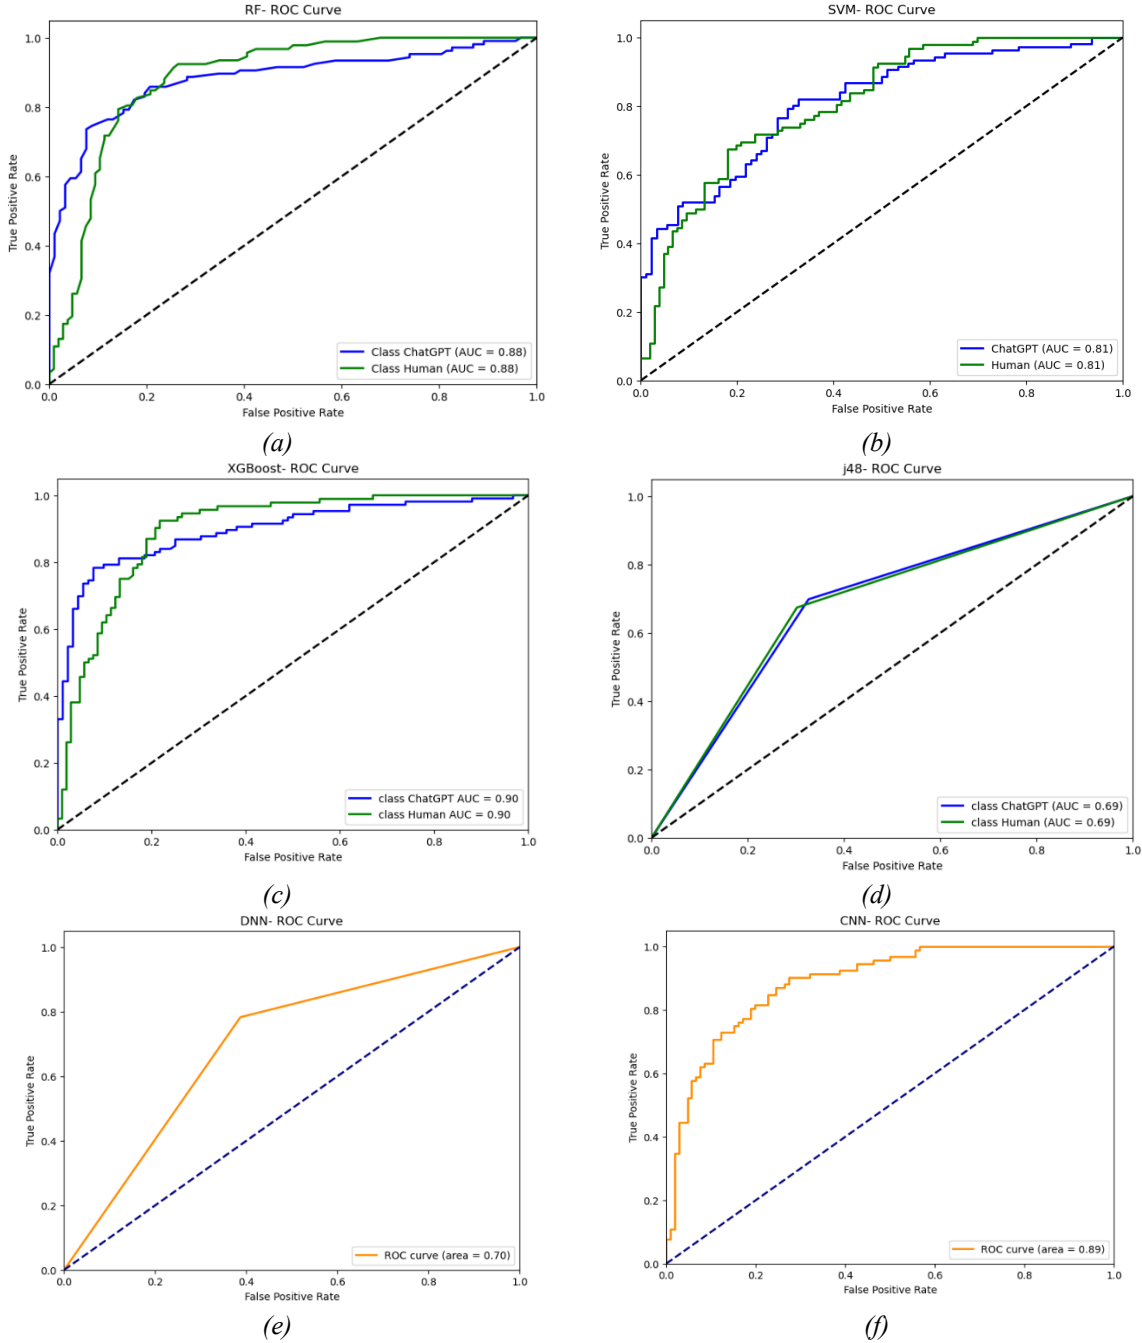 RF- ROC Curve
True Positive Rate
1.0
0.8
0.6
0.4
0.2
0.0
Class ChatGPT (AUC = 0.88)
Class Human (AUC = 0.88)
0.0 0.2 0.4 0.6 0.8 1.0
False Positive Rate
(a)
SVM- ROC Curve
True Positive Rate
1.0
0.8
0.6
0.4
0.2
0.0
ChatGPT (AUC = 0.81)
Human (AUC = 0.81)
0.0 0.2 0.4 0.6 0.8 1.0
False Positive Rate
(b)
XGBoost- ROC Curve
True Positive Rate
1.0
0.8
0.6
0.4
0.2
0.0
class ChatGPT AUC = 0.90
class Human AUC = 0.90
0.0 0.2 0.4 0.6 0.8 1.0
False Positive Rate
(c)
j48- ROC Curve
True Positive Rate
1.0
0.8
0.6
0.4
0.2
0.0
class ChatGPT (AUC = 0.69)
class Human (AUC = 0.69)
0.0 0.2 0.4 0.6 0.8 1.0
False Positive Rate
(d)
DNN- ROC Curve
True Positive Rate
1.0
0.8
0.6
0.4
0.2
0.0
ROC curve (area = 0.70)
0.0 0.2 0.4 0.6 0.8 1.0
False Positive Rate
(e)
CNN- ROC Curve
True Positive Rate
1.0
0.8
0.6
0.4
0.2
0.0
ROC curve (area = 0.89)
0.0 0.2 0.4 0.6 0.8 1.0
False Positive Rate
(f)